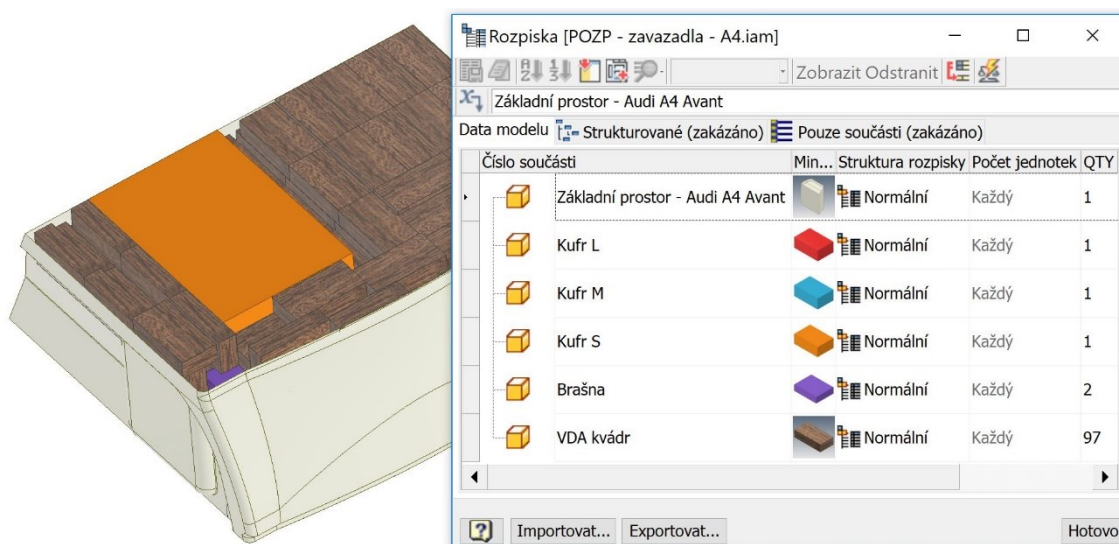 Rozpiska [POZP - zavazadla - A4.iam]
Zobrazit Odstranit
Základní prostor - Audi A4 Avant
Data modelu Strukturované (zakázáno) Pouze součásti (zakázáno)
Číslo součásti Min... Struktura rozpisky Počet jednotek QTY
Základní prostor - Audi A4 Avant Normální Každý 1
Kufr L Normální Každý 1
Kufr M Normální Každý 1
Kufr S Normální Každý 1
Brašna Normální Každý 2
VDA kvádr Normální Každý 97
Importovat... Exportovat... Hotovo